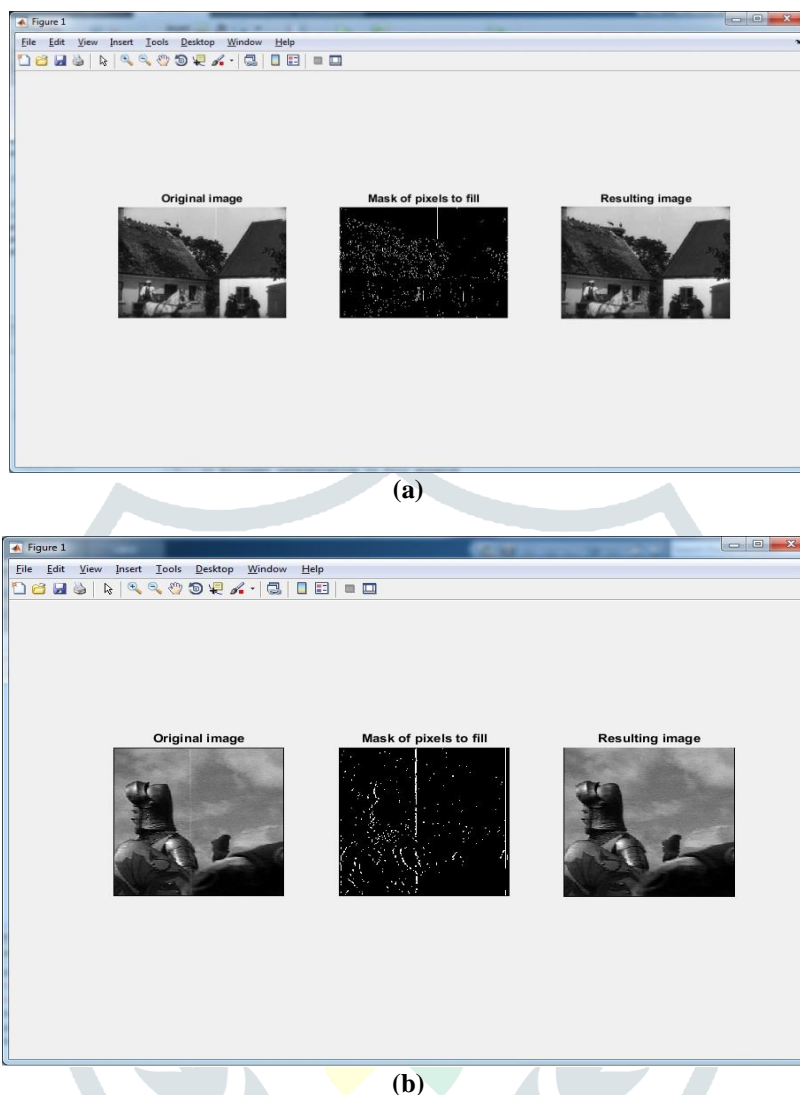 Figure 1
File Edit View Insert Tools Desktop Window Help
Original image Mask of pixels to fill Resulting image
(a)
Figure 1
File Edit View Insert Tools Desktop Window Help
Original image Mask of pixels to fill Resulting image
(b)